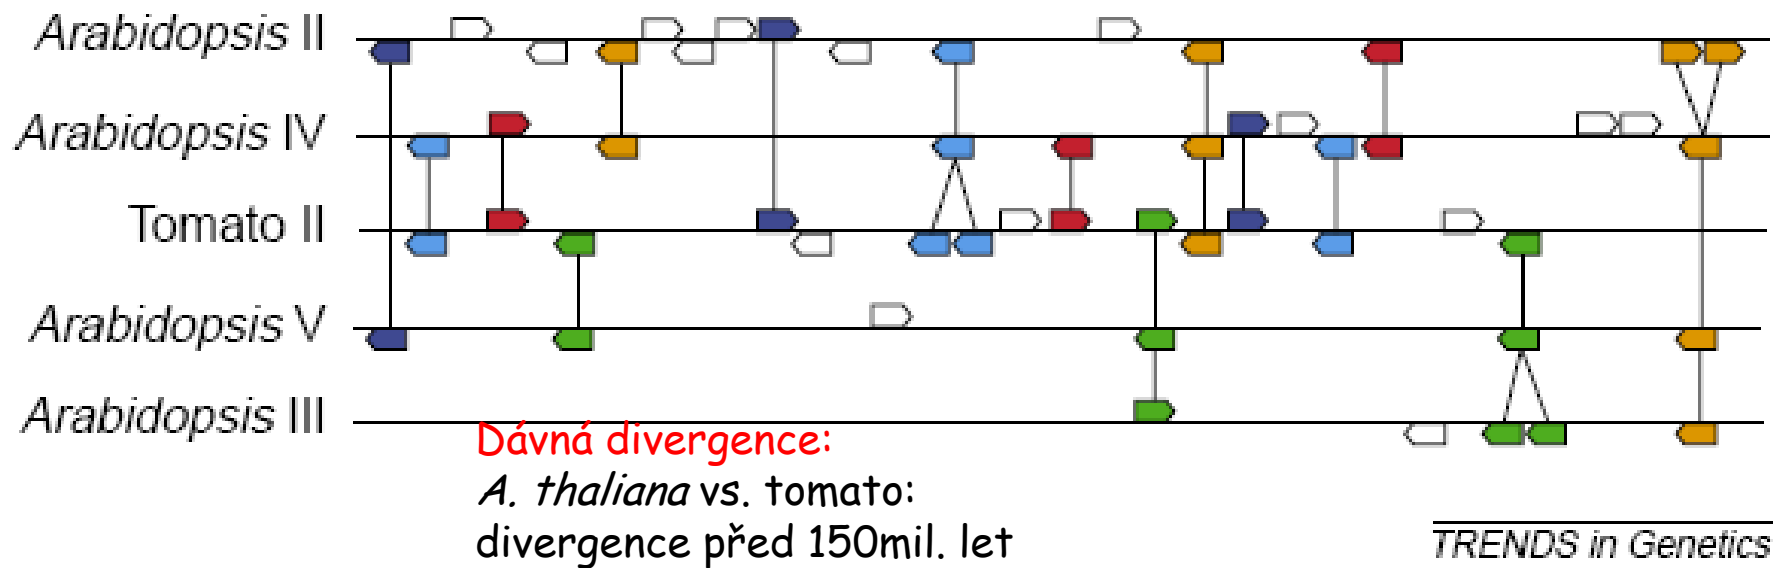 Arabidopsis II
Arabidopsis IV
Tomato II
Arabidopsis V
Arabidopsis III
Dávná divergence:
A. thaliana vs. tomato:
divergence před 150mil. let
TRENDS in Genetics